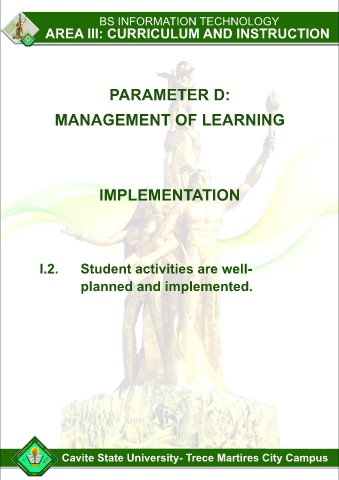 BS INFORMATION TECHNOLOGY
AREA III: CURRICULUM AND INSTRUCTION
PARAMETER D:
MANAGEMENT OF LEARNING
IMPLEMENTATION
I.2. Student activities are well-
planned and implemented.
Cavite State University- Trece Martires City Campus